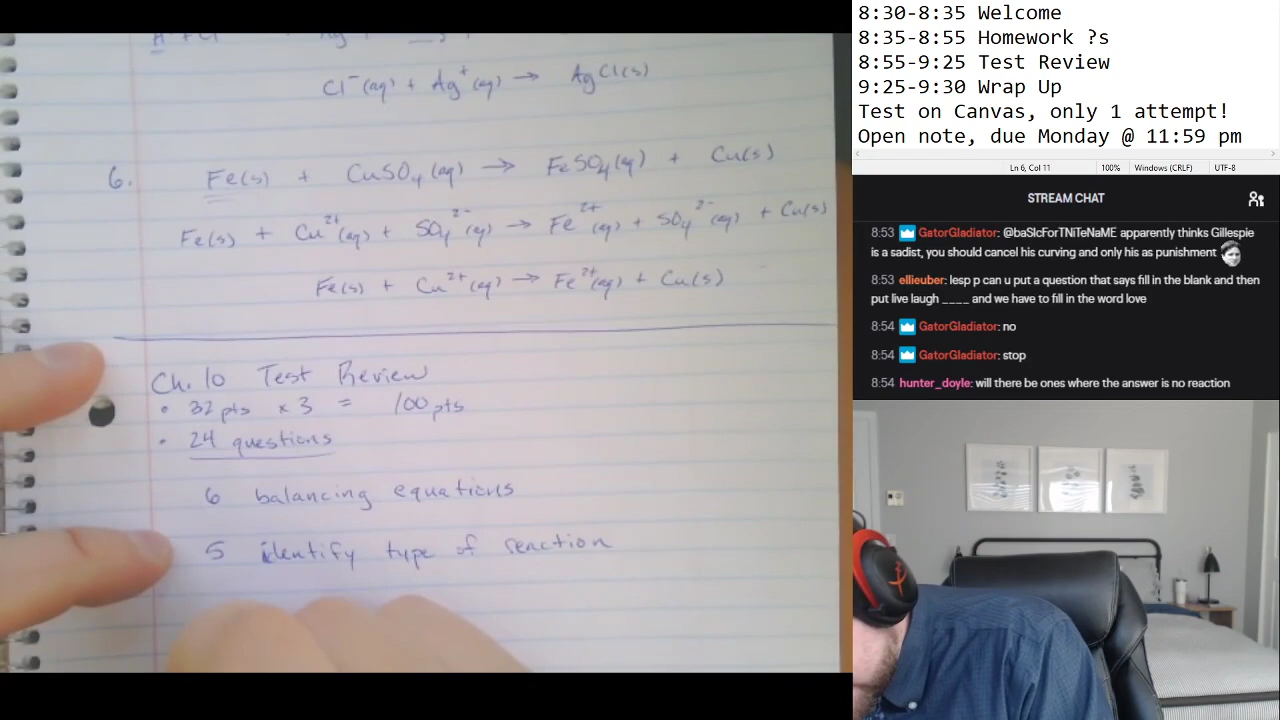 Cl⁻(aq) + Ag⁺(aq) → AgCl(s)
6. Fe(s) + CuSO₄(aq) → FeSO₄(aq) + Cu(s)
Fe(s) + Cu²⁺(aq) + SO₄²⁻(aq) → Fe²⁺(aq) + SO₄²⁻(aq) + Cu(s)
Fe(s) + Cu²⁺(aq) → Fe²⁺(aq) + Cu(s)
Ch. 10 Test Review
• 32 pts × 3 = 100 pts
• 24 questions
6 balancing equations
5 identify type of reaction
8:30-8:35 Welcome
8:35-8:55 Homework ?s
8:55-9:25 Test Review
9:25-9:30 Wrap Up
Test on Canvas, only 1 attempt!
Open note, due Monday @ 11:59 pm
Ln 6, Col 11 100% Windows (CRLF) UTF-8
STREAM CHAT
8:53 GatorGladiator: @baSIcForTNiTeNaME apparently thinks Gillespie
is a sadist, you should cancel his curving and only his as punishment
8:53 ellieuber: lesp p can u put a question that says fill in the blank and then
put live laugh ____ and we have to fill in the word love
8:54 GatorGladiator: no
8:54 GatorGladiator: stop
8:54 hunter_doyle: will there be ones where the answer is no reaction